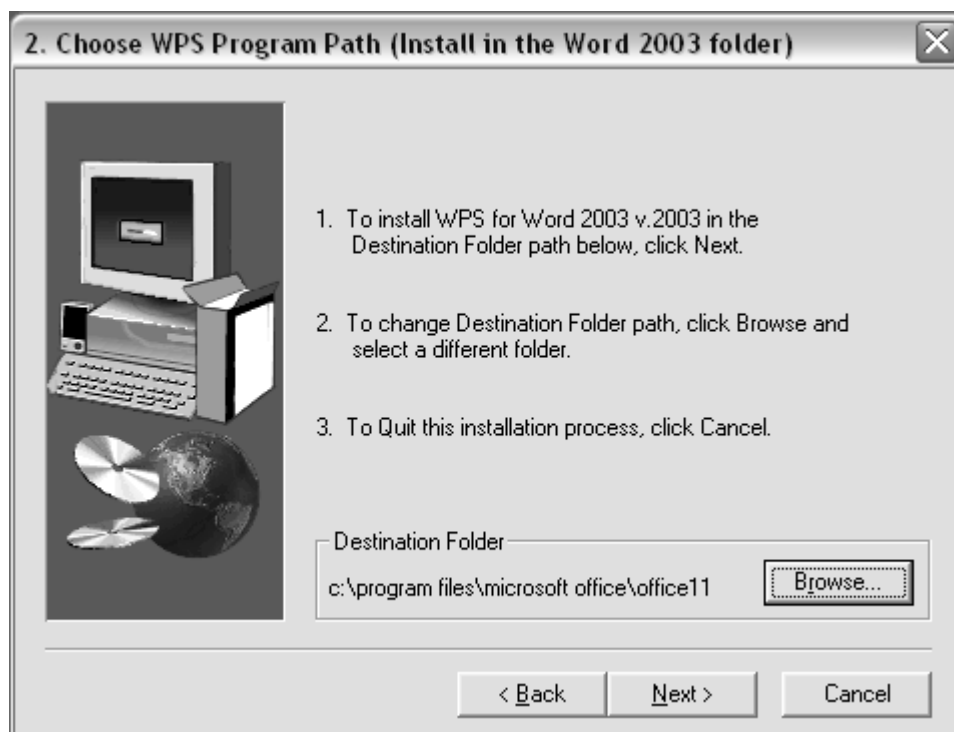 2. Choose WPS Program Path (Install in the Word 2003 folder)
1. To install WPS for Word 2003 v.2003 in the
Destination Folder path below, click Next.
2. To change Destination Folder path, click Browse and
select a different folder.
3. To Quit this installation process, click Cancel.
Destination Folder
c:\program files\microsoft office\office11
Browse...
< Back
Next >
Cancel